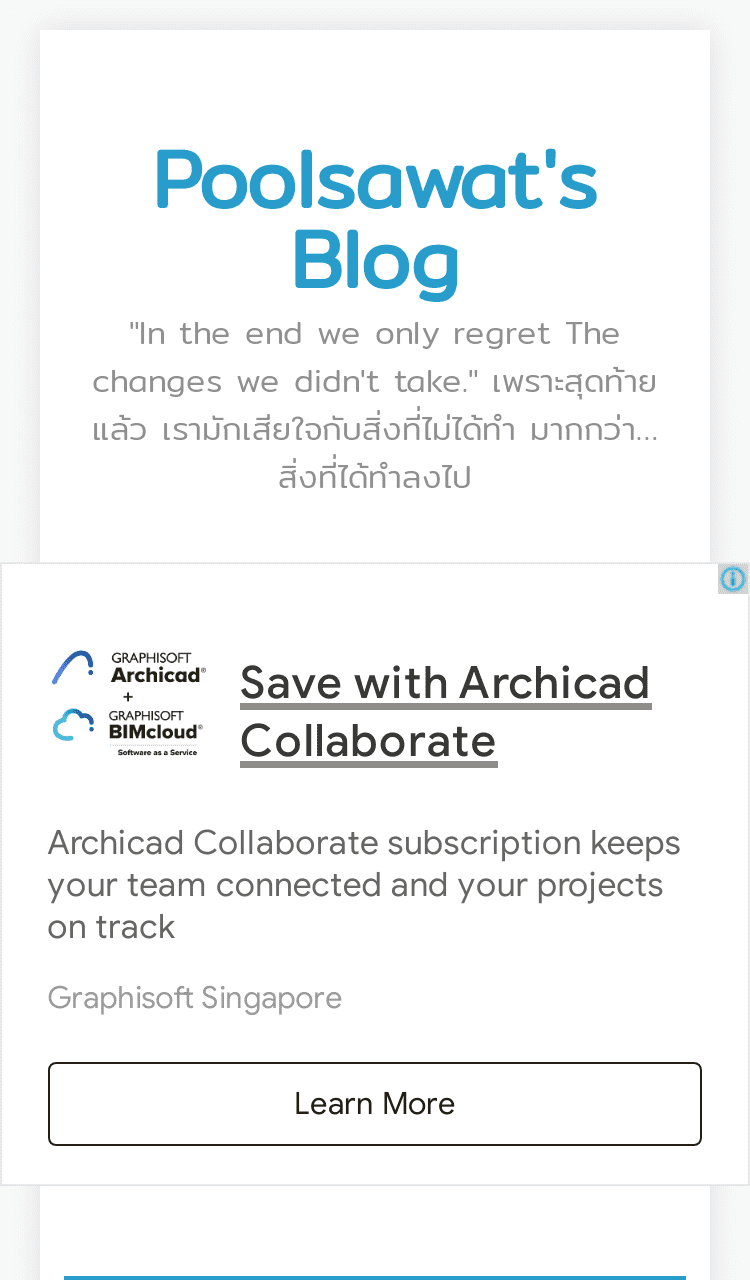 Poolsawat's
Blog
"In the end we only regret The
changes we didn't take." เพราะสุดท้าย
แล้ว เรามักเสียใจกับสิ่งที่ไม่ได้ทำ มากกว่า...
สิ่งที่ได้ทำลงไป
GRAPHISOFT
Archicad®
+
GRAPHISOFT
BIMcloud®
Software as a Service
Save with Archicad
Collaborate
Archicad Collaborate subscription keeps
your team connected and your projects
on track
Graphisoft Singapore
Learn More